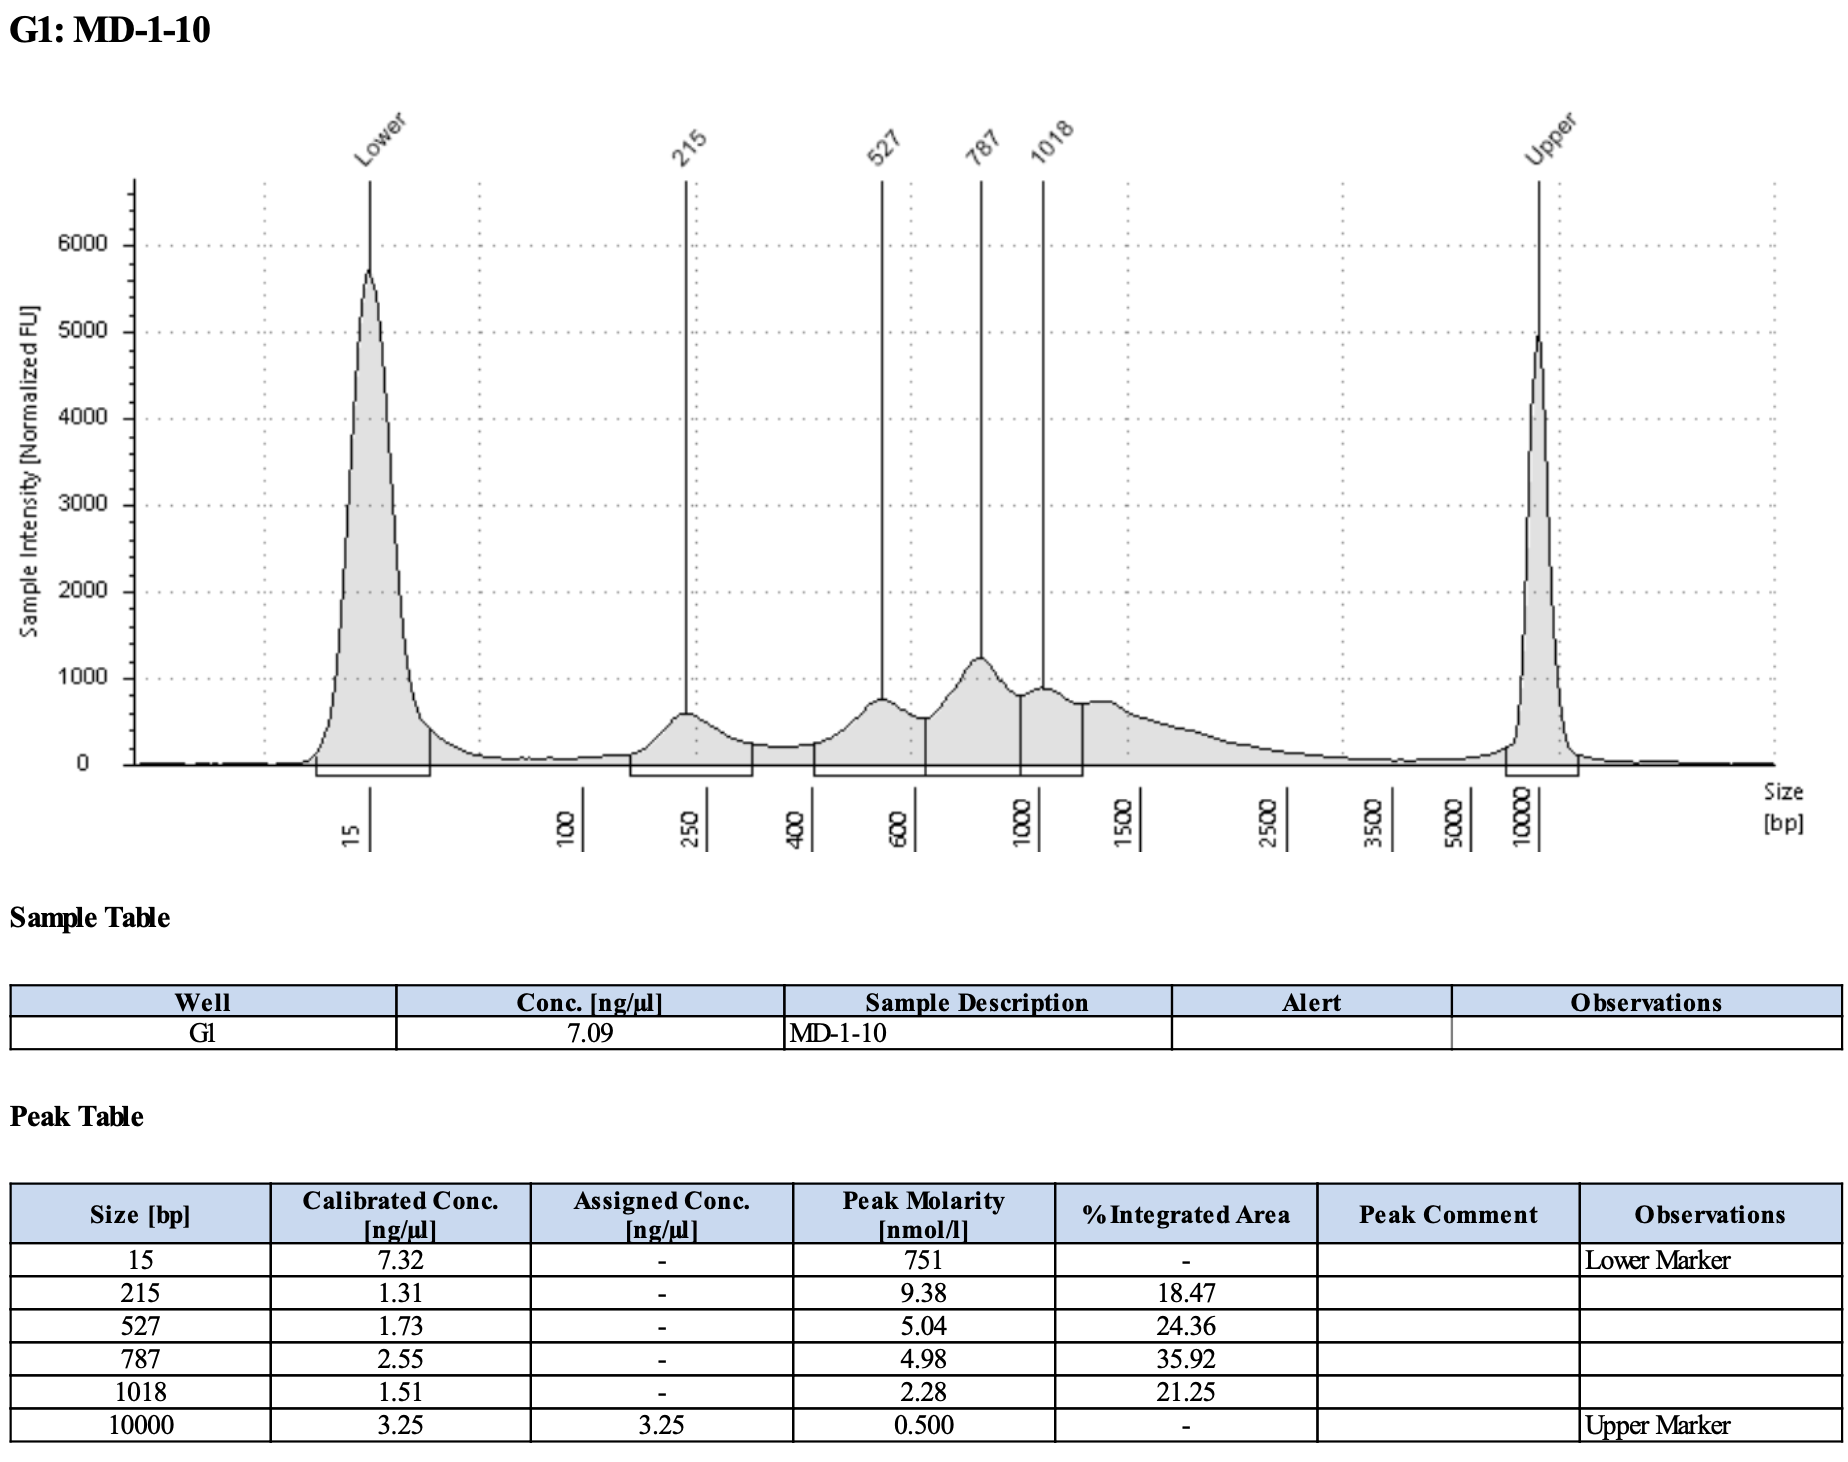 G1: MD-1-10
Lower 215 527 787 1018 Upper
Sample Intensity [Normalized FU]
6000
5000
4000
3000
2000
1000
0
15 100 250 400 600 1000 1500 2500 3500 5000 10000
Size
[bp]
Sample Table
Well Conc. [ng/µl] Sample Description Alert Observations
G1 7.09 MD-1-10
Peak Table
Size [bp] Calibrated Conc. [ng/µl] Assigned Conc. [ng/µl] Peak Molarity [nmol/l] % Integrated Area Peak Comment Observations
15 7.32 - 751 - Lower Marker
215 1.31 - 9.38 18.47
527 1.73 - 5.04 24.36
787 2.55 - 4.98 35.92
1018 1.51 - 2.28 21.25
10000 3.25 3.25 0.500 - Upper Marker